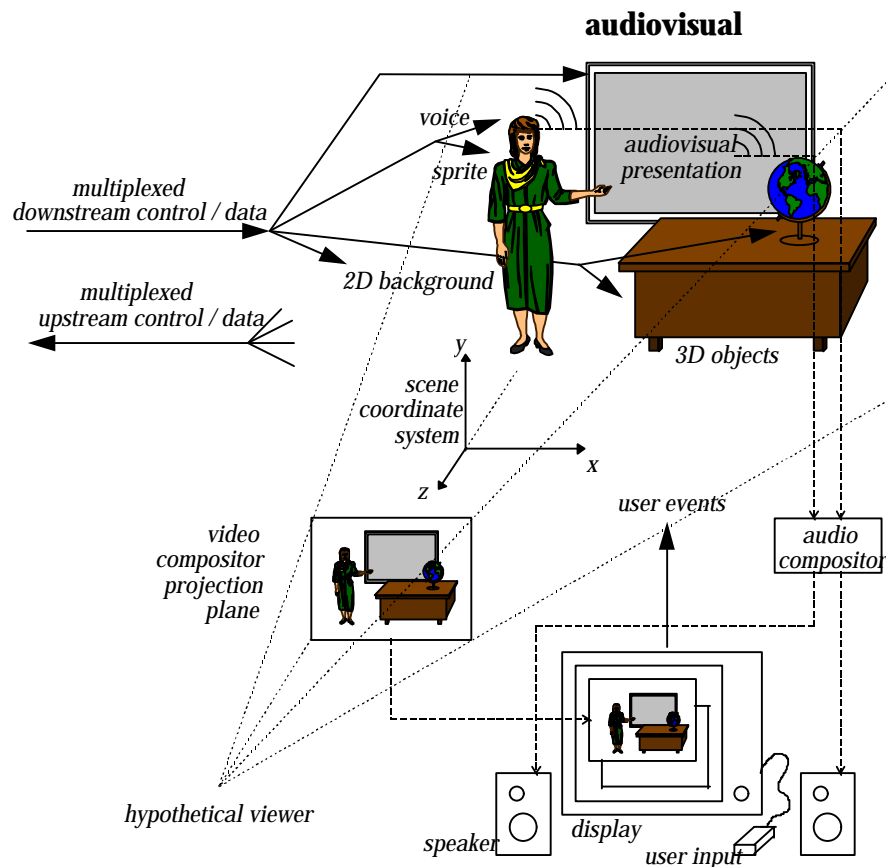 audiovisual
voice
sprite
audiovisual
presentation
multiplexed
downstream control / data
2D background
multiplexed
upstream control / data
3D objects
y
scene
coordinate
system
x
z
user events
video
compositor
projection
plane
audio
compositor
hypothetical viewer
speaker
display
user input